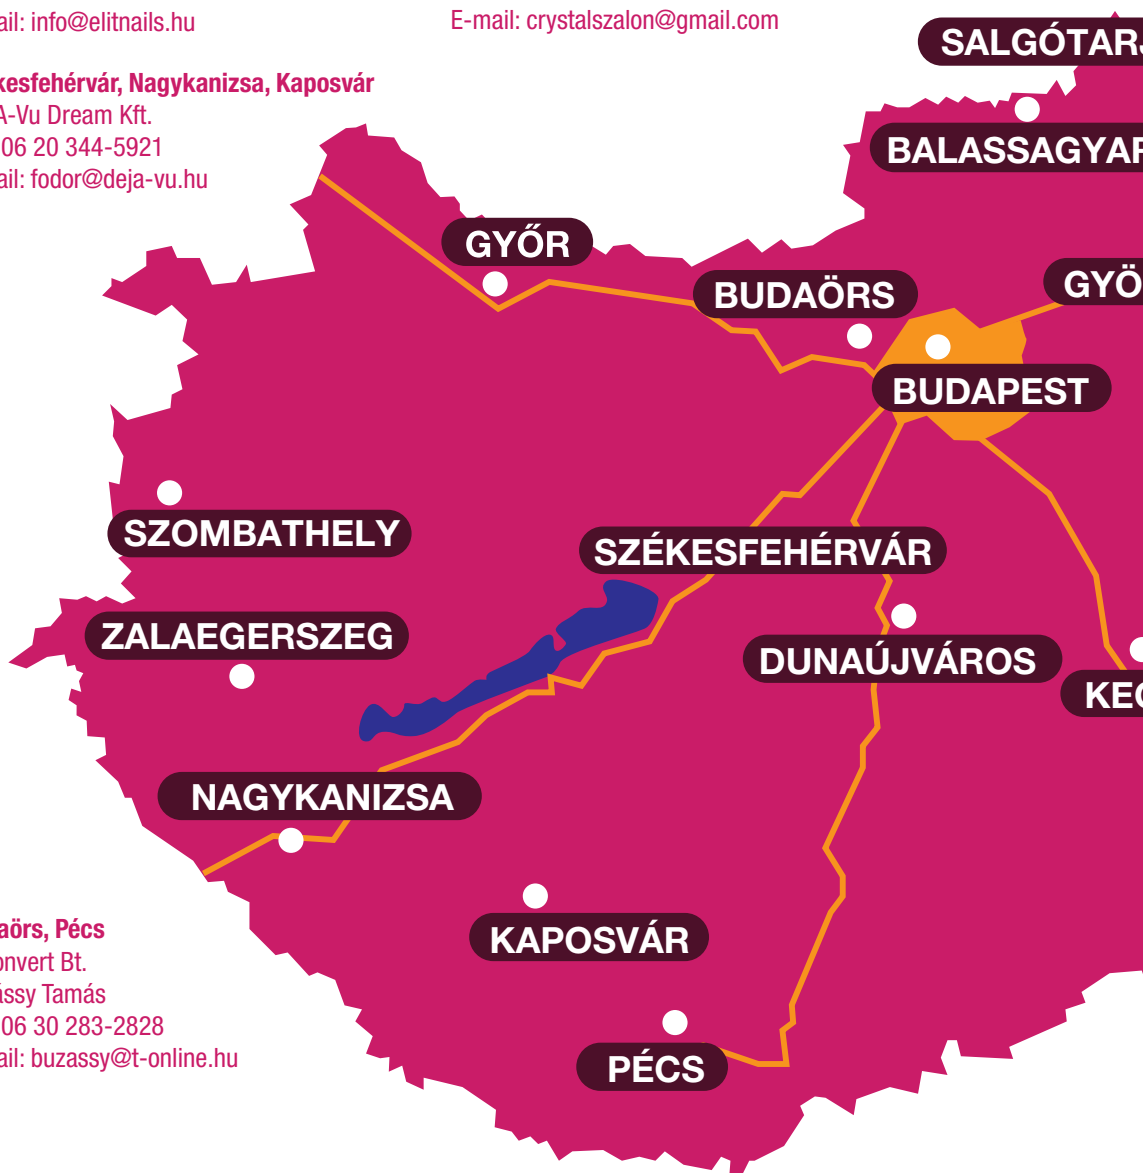 ail: info@elitnails.hu
E-mail: crystalszalon@gmail.com
kesfehérvár, Nagykanizsa, Kaposvár
A-Vu Dream Kft.
06 20 344-5921
ail: fodor@deja-vu.hu
SALGÓTARJ
BALASSAGYAR
GYŐR
BUDAÖRS
GYÖ
BUDAPEST
SZOMBATHELY
SZÉKESFEHÉRVÁR
ZALAEGERSZEG
DUNAÚJVÁROS
KEC
NAGYKANIZSA
KAPOSVÁR
PÉCS
aörs, Pécs
onvert Bt.
ássy Tamás
06 30 283-2828
ail: buzassy@t-online.hu